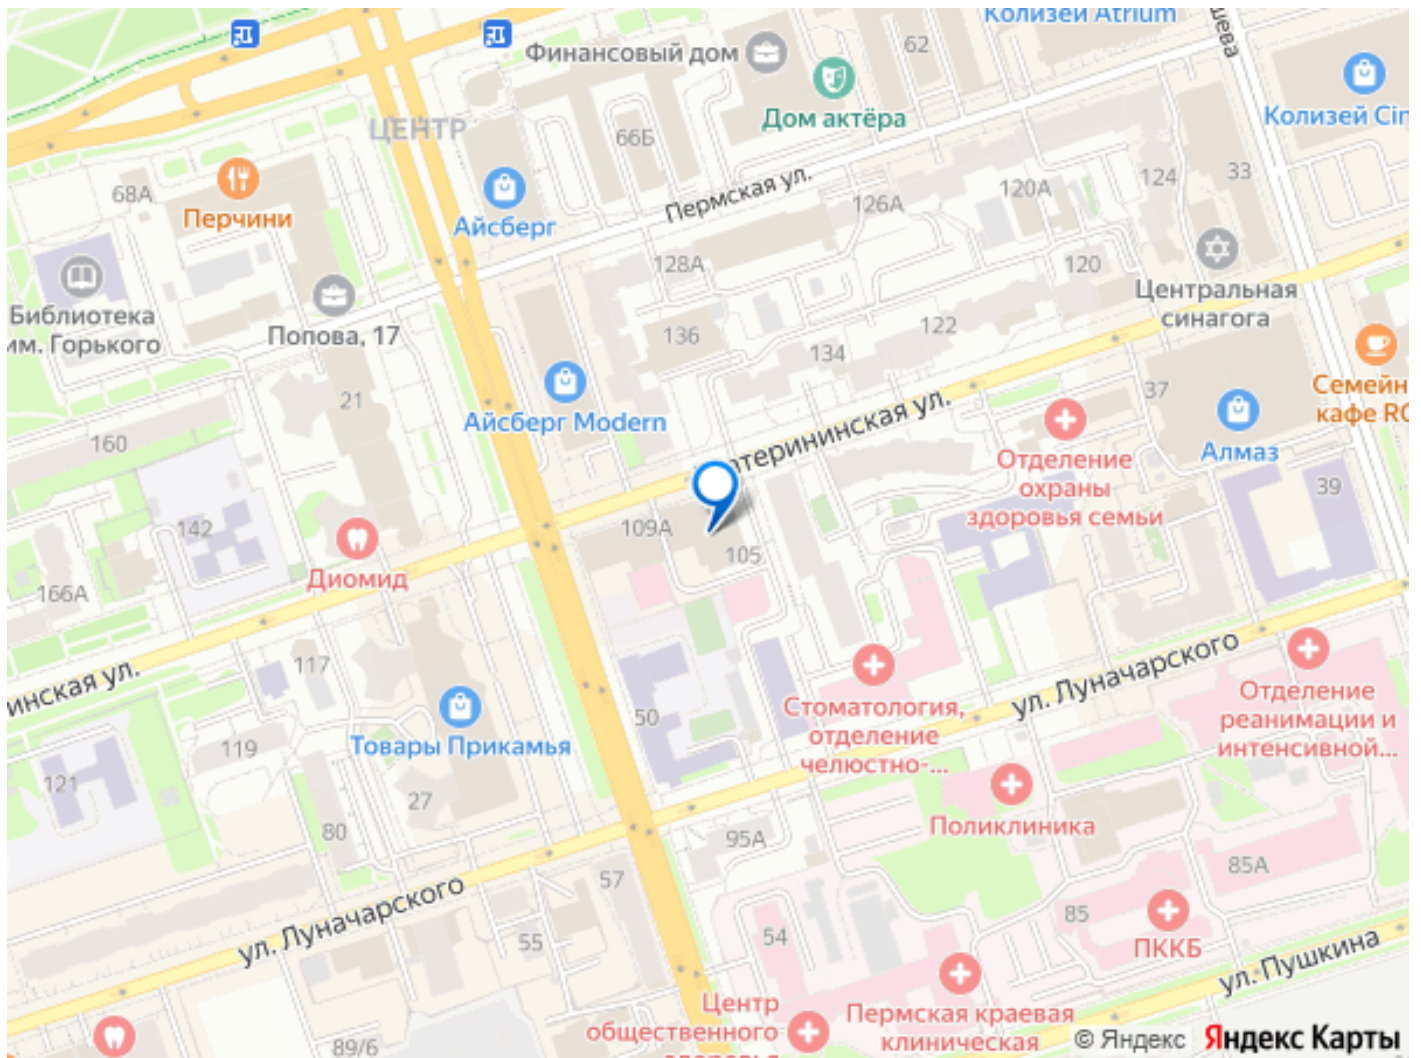 Колизей Atrium
62
Финансовый дом
Дом актёра
ЦЕНТР
66Б
Колизей Cin
68А
Перчини
Айсберг
Пермская ул.
126А
120А
124
33
128А
120
Центральная
синагога
Библиотека
им. Горького
Попова, 17
136
134
122
21
Айсберг Modern
37
Семейн
кафе
Алмаз
160
Отделение
охраны
здоровья семьи
39
142
109А
105
Диомид
166А
117
инская ул.
ул. Луначарского
Стоматология,
отделение
челюстно-...
Отделение
реанимации и
интенсивной...
50
119
Товары Прикамья
121
27
80
95А
Поликлиника
85А
57
ул. Луначарского
55
54
85
ПККБ
ул. Пушкина
Центр
общественного
здоровья
Пермская краевая
клиническая
89/6
© Яндекс Яндекс Карты